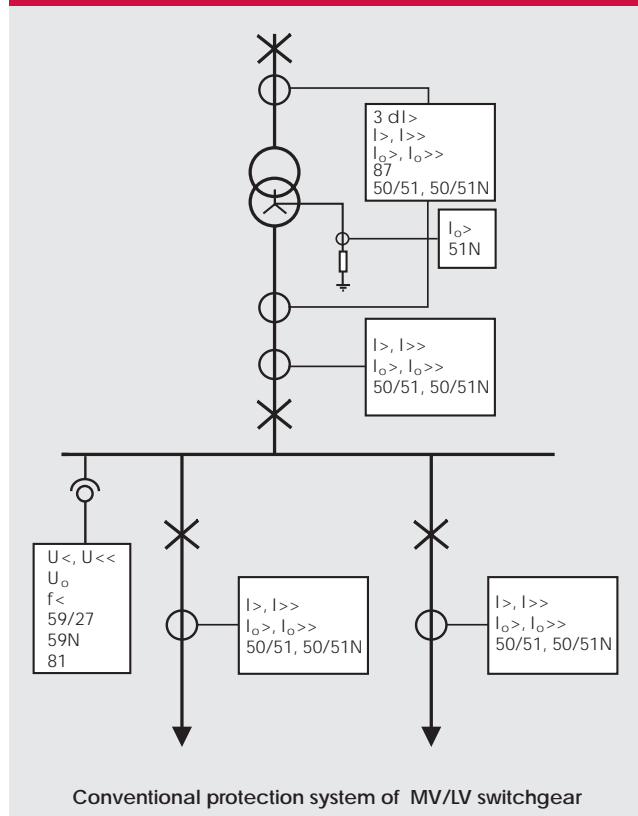 3 dI>
I>, I>>
Io>, Io>>
87
50/51, 50/51N
Io>
51N
I>, I>>
Io>, Io>>
50/51, 50/51N
U<, U<<
Uo
f<
59/27
59N
81
I>, I>>
Io>, Io>>
50/51, 50/51N
I>, I>>
Io>, Io>>
50/51, 50/51N
Conventional protection system of MV/LV switchgear